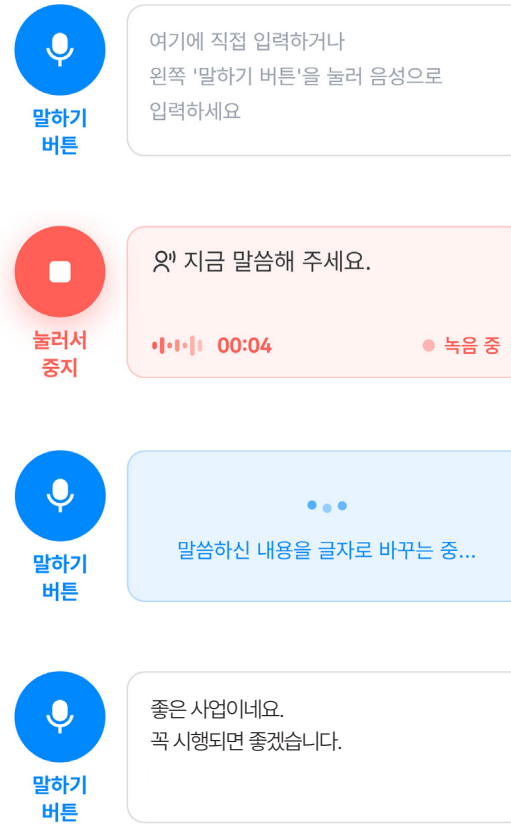 여기에 직접 입력하거나
왼쪽 '말하기 버튼'을 눌러 음성으로
입력하세요
말하기
버튼
지금 말씀해 주세요.
00:04
녹음 중
눌러서
중지
말씀하신 내용을 글자로 바꾸는 중...
말하기
버튼
좋은 사업이네요.
꼭 시행되면 좋겠습니다.
말하기
버튼